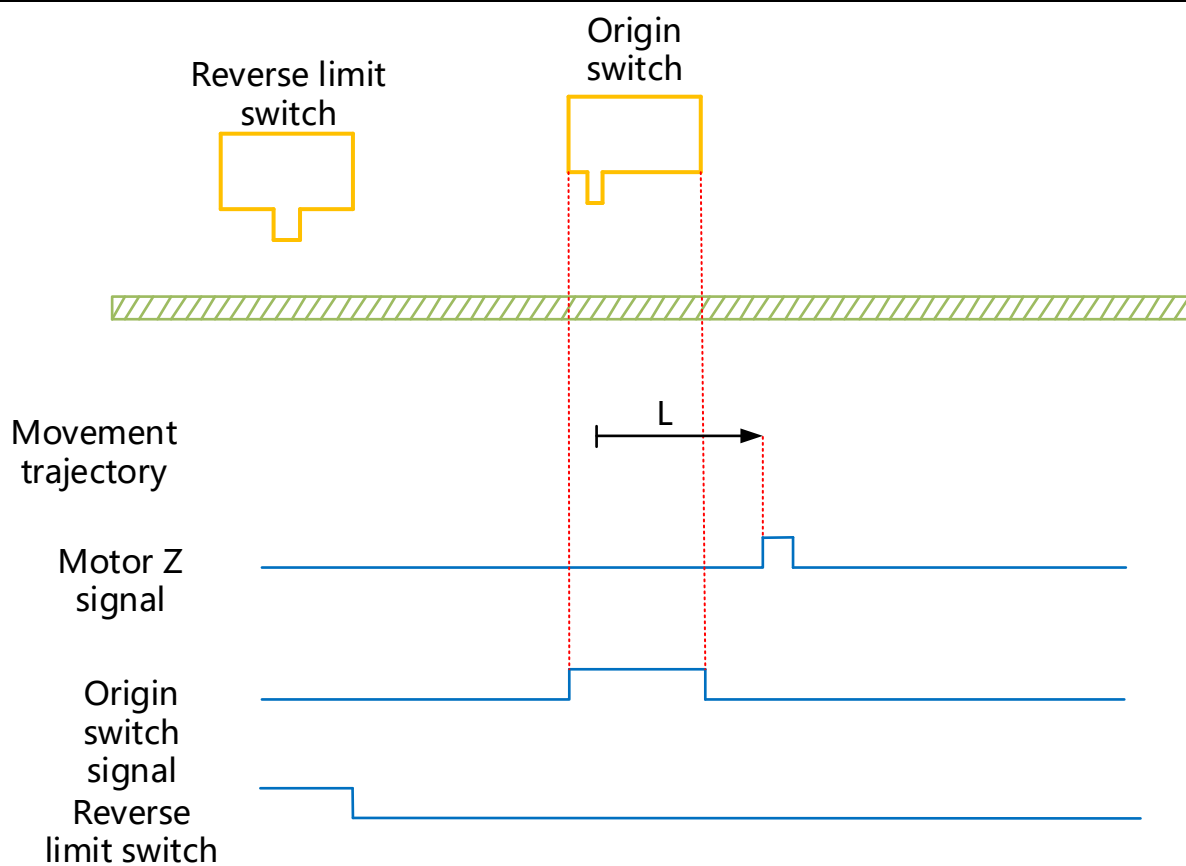 Origin
switch
Reverse limit
switch
L
Movement
trajectory
Motor Z
signal
Origin
switch
signal
Reverse
limit switch